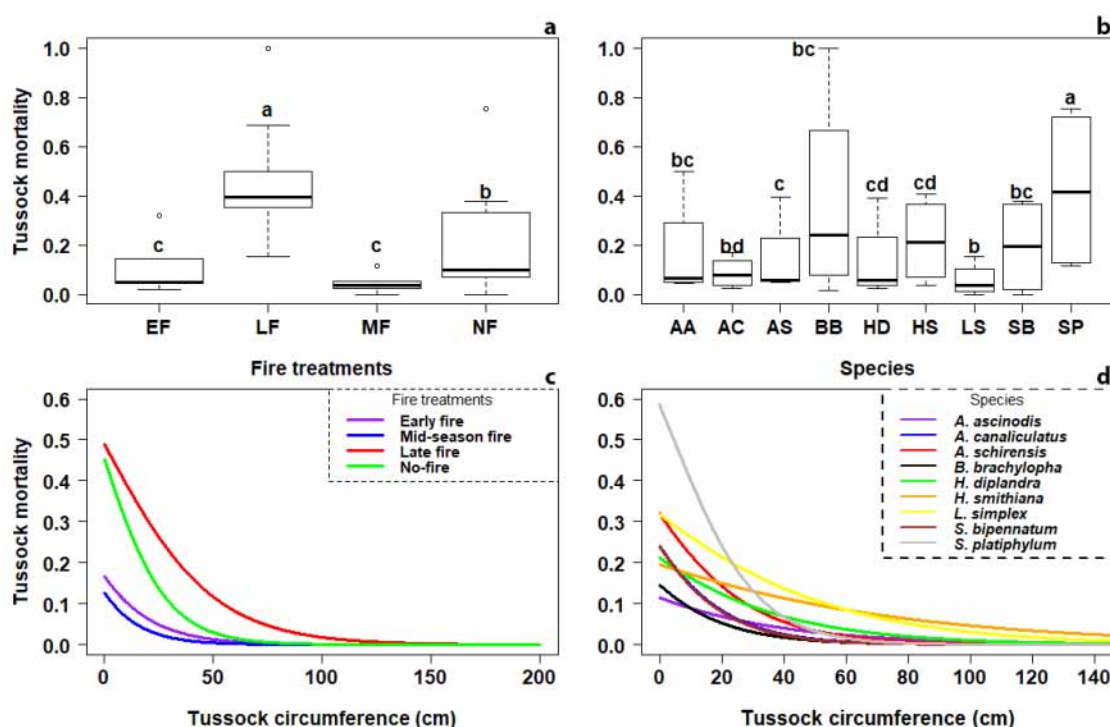 a
b
Tussock mortality
1.0
0.8
0.6
0.4
0.2
0.0
c
a
c
b
EF
LF
MF
NF
Fire treatments
Tussock mortality
1.0
0.8
0.6
0.4
0.2
0.0
bc
bd
c
bc
cd
cd
b
bc
a
AA
AC
AS
BB
HD
HS
LS
SB
SP
Species
c
Tussock mortality
0.6
0.5
0.4
0.3
0.2
0.1
0.0
Fire treatments
Early fire
Mid-season fire
Late fire
No-fire
0
50
100
150
200
Tussock circumference (cm)
d
0.6
0.5
0.4
0.3
0.2
0.1
0.0
Species
A. ascinodis
A. canaliculatus
A. schirensis
B. brachylopha
H. diplandra
H. smithiana
L. simplex
S. bipennatum
S. platiphylum
0
20
40
60
80
100
120
140
Tussock circumference (cm)